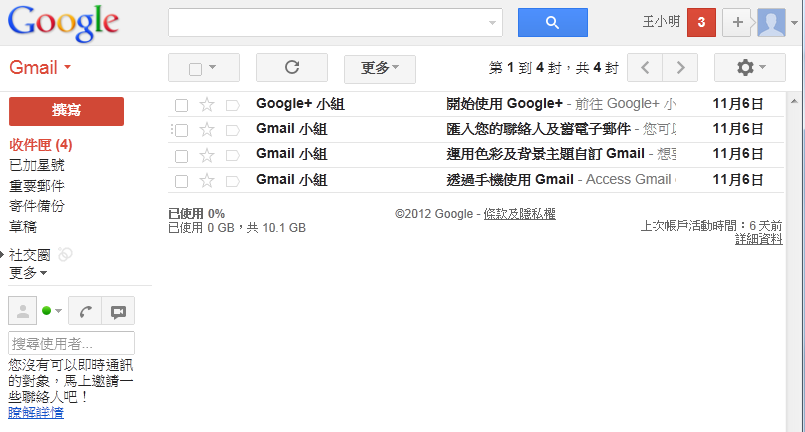 Google
王小明
3
+
Gmail
更多
第 1 到 4 封，共 4 封
撰寫
收件匣 (4)
已加星號
重要郵件
寄件備份
草稿
社交圈
更多
搜尋使用者...
您沒有可以即時通訊
的對象，馬上邀請一
些聯絡人吧！
瞭解詳情
Google+ 小組 開始使用 Google+ - 前往 Google+ 小 11月6日
Gmail 小組 匯入您的聯絡人及舊電子郵件 - 您可以 11月6日
Gmail 小組 運用色彩及背景主題自訂 Gmail - 想要 11月6日
Gmail 小組 透過手機使用 Gmail - Access Gmail 11月6日
已使用 0%
已使用 0 GB，共 10.1 GB
©2012 Google - 條款及隱私權
上次帳戶活動時間：6 天前
詳細資料